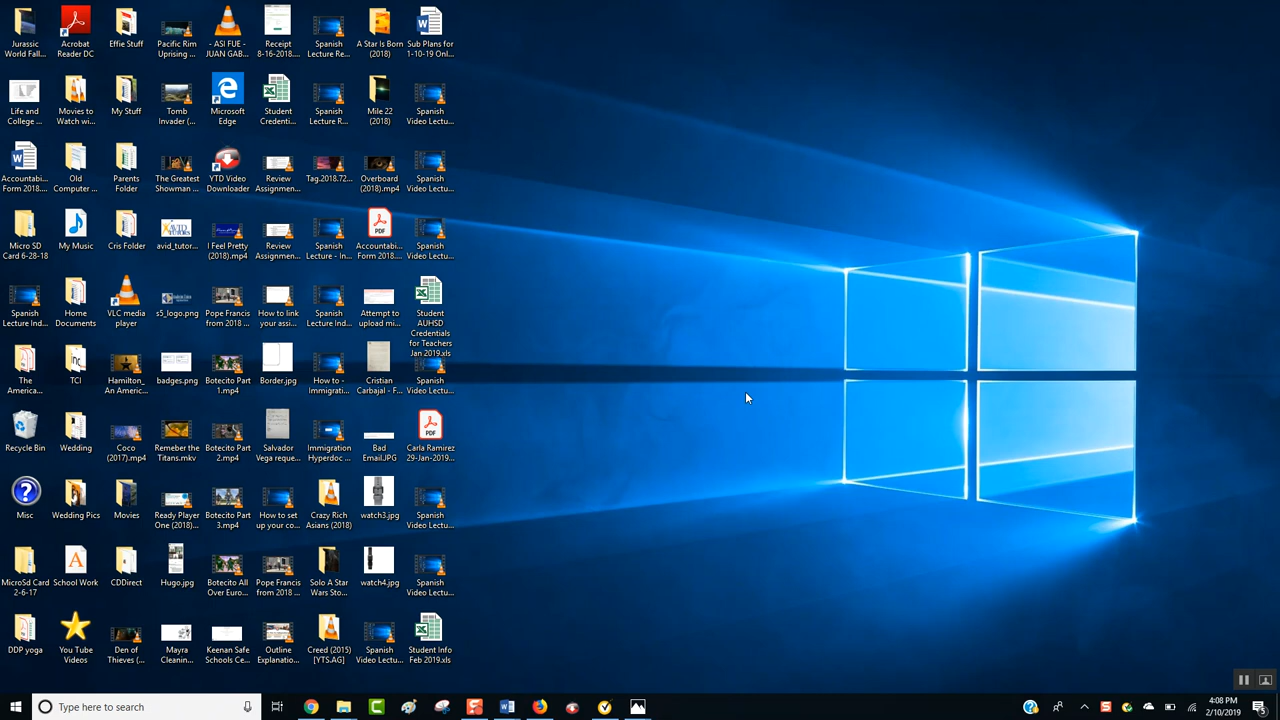 Jurassic
World Fall...
Acrobat
Reader DC
Effie Stuff
Pacific Rim
Uprising ...
- ASI FUE -
JUAN GAB...
Receipt
8-16-2018....
Spanish
Lecture Re...
A Star Is Born
(2018)
Sub Plans for
1-10-19 Onl...
Life and
College ...
Movies to
Watch wi...
My Stuff
Tomb
Invader (...
Microsoft
Edge
Student
Credenti...
Spanish
Lecture R...
Mile 22
(2018)
Spanish
Video Lectu...
Accountabi...
Form 2018....
Old
Computer ...
Parents
Folder
The Greatest
Showman ...
YTD Video
Downloader
Review
Assignmen...
Tag.2018.72...
Overboard
(2018).mp4
Spanish
Video Lectu...
Micro SD
Card 6-28-18
My Music
Cris Folder
avid_tutor...
I Feel Pretty
(2018).mp4
Review
Assignmen...
Spanish
Lecture - In...
PDF
Accountabi...
Form 2018....
Spanish
Video Lectu...
Spanish
Lecture Ind...
Home
Documents
VLC media
player
s5_logo.png
Pope Francis
from 2018 ...
How to link
your assi...
Spanish
Lecture Ind...
Attempt to
upload mi...
Student
AUHSD
Credentials
for Teachers
Jan 2019.xls
The
America...
TCI
Hamilton_
An Americ...
badges.png
Botecito Part
1.mp4
Border.jpg
How to -
Immigrati...
Cristian
Carbajal - F...
Spanish
Video Lectu...
Recycle Bin
Wedding
Coco
(2017).mp4
Remeber the
Titans.mkv
Botecito Part
2.mp4
Salvador
Vega reque...
Immigration
Hyperdoc ...
Bad
Email.JPG
PDF
Carla Ramirez
29-Jan-2019...
Misc
Wedding Pics
Movies
Ready Player
One (2018)...
Botecito Part
3.mp4
How to set
up your co...
Crazy Rich
Asians (2018)
watch3.jpg
Spanish
Video Lectu...
MicroSd Card
2-6-17
School Work
CDDirect
Hugo.jpg
Botecito All
Over Euro...
Pope Francis
from 2018 ...
Solo A Star
Wars Sto...
watch4.jpg
Spanish
Video Lectu...
DDP yoga
You Tube
Videos
Den of
Thieves (...
Mayra
Cleanin...
Keenan Safe
Schools Ce...
Outline
Explanatio...
Creed (2015)
[YTS.AG]
Spanish
Video Lectu...
Student Info
Feb 2019.xls
Type here to search
4:08 PM
2/10/2019